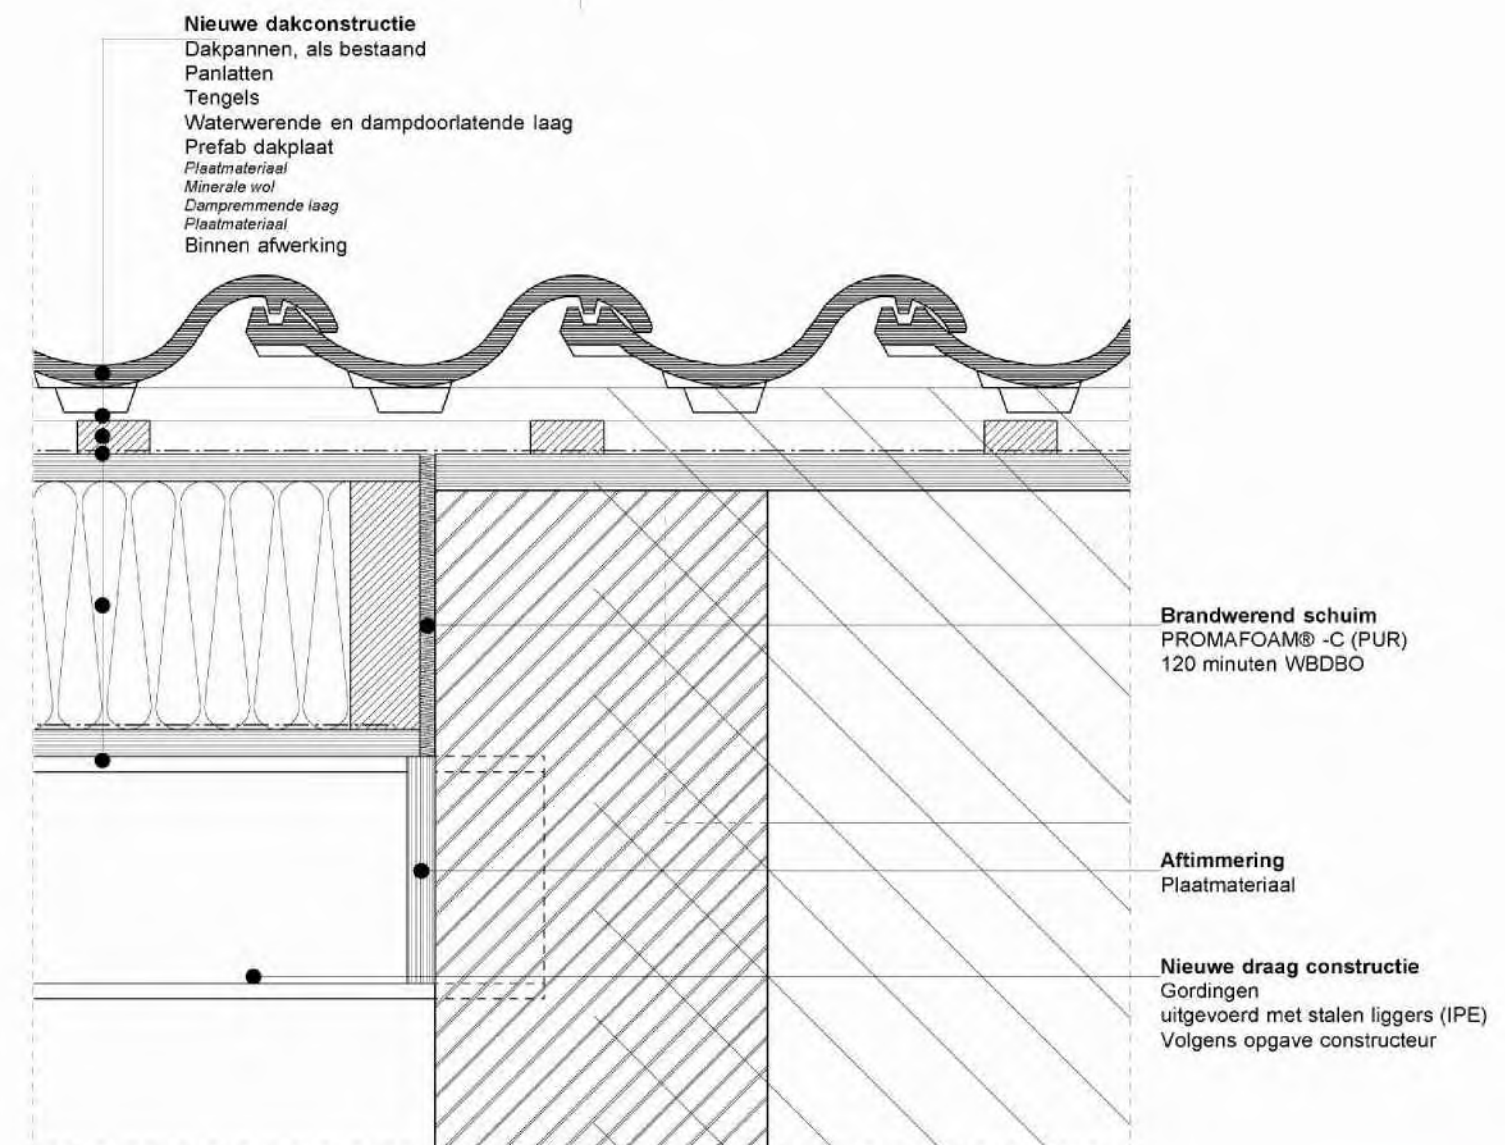 Nieuwe dakconstructie
Dakpannen, als bestaand
Panlatten
Tengels
Waterwerende en dampdoorlatende laag
Prefab dakplaat
Plaatmateriaal
Minerale wol
Dampremmende laag
Plaatmateriaal
Binnen afwerking
Brandwerend schuim
PROMAFOAM® -C (PUR)
120 minuten WBDBO
Aftimmering
Plaatmateriaal
Nieuwe draag constructie
Gordingen
uitgevoerd met stalen liggers (IPE)
Volgens opgave constructeur